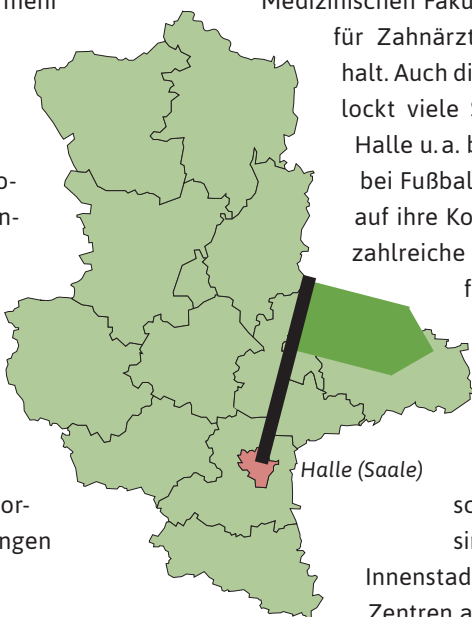 Medizinischen Fak
für Zahnärzt
halt. Auch di
lockt viele S
Halle u. a. b
bei Fußbal
auf ihre Ko
zahlreiche
f
o-
n-
Halle (Saale)
or-
ngen
sc
si
Innenstad
Zentren a